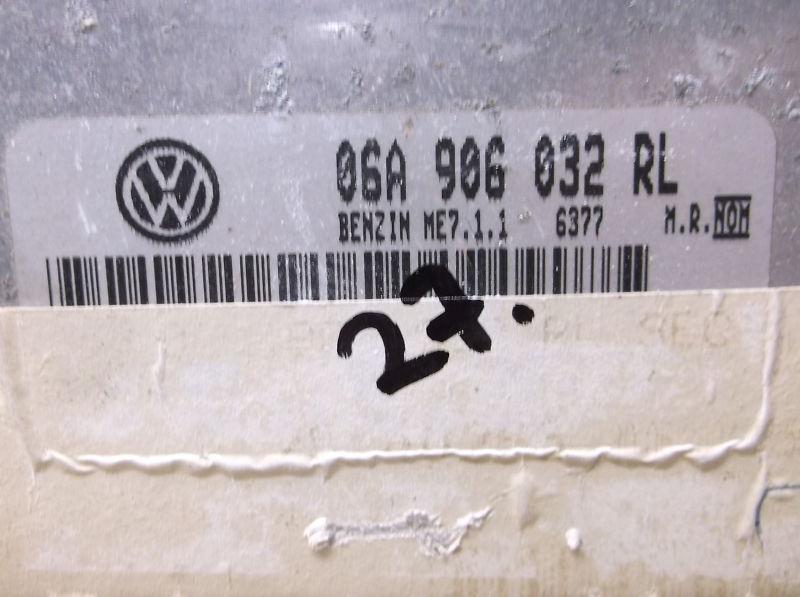 06A 906 032 RL
BENZIN ME7.1.1 6377 M.R. NOM
27.